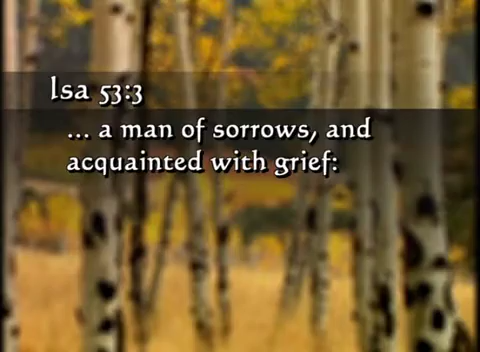 Isa 53:3
... a man of sorrows, and
acquainted with grief: